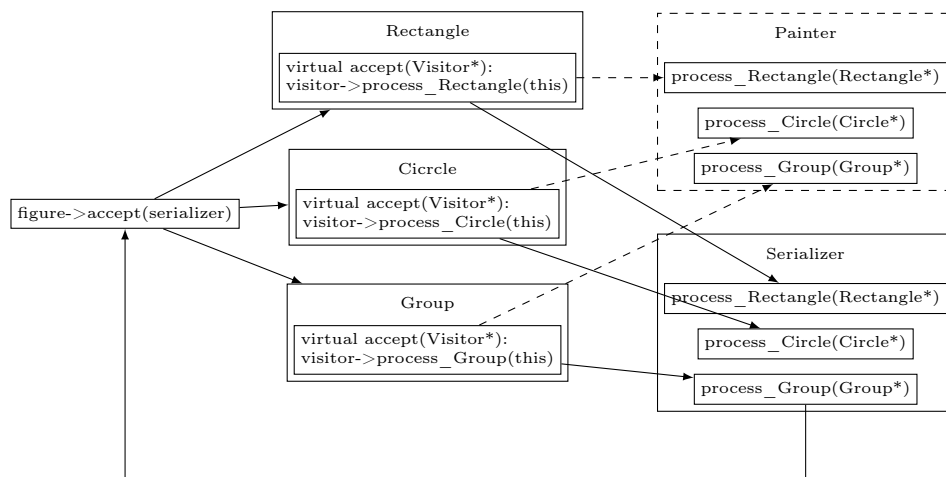 figure->accept(serializer)
Rectangle
virtual accept(Visitor*):
visitor->process_Rectangle(this)
Cicrcle
virtual accept(Visitor*):
visitor->process_Circle(this)
Group
virtual accept(Visitor*):
visitor->process_Group(this)
Painter
process_Rectangle(Rectangle*)
process_Circle(Circle*)
process_Group(Group*)
Serializer
process_Rectangle(Rectangle*)
process_Circle(Circle*)
process_Group(Group*)